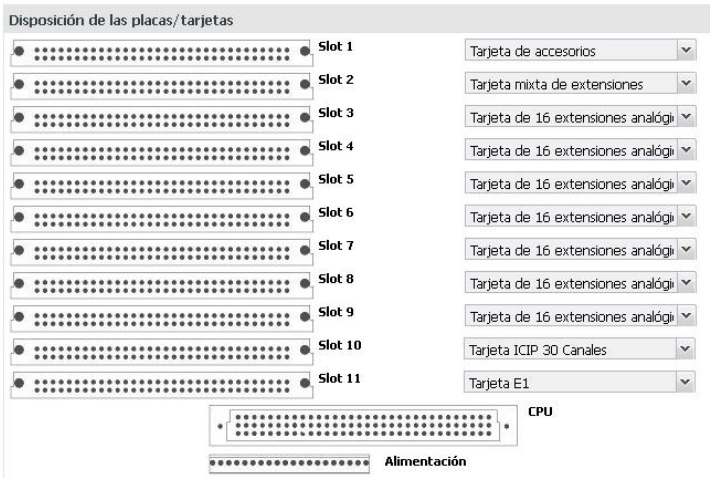 Disposición de las placas/tarjetas
Slot 1 Tarjeta de accesorios
Slot 2 Tarjeta mixta de extensiones
Slot 3 Tarjeta de 16 extensiones analógi
Slot 4 Tarjeta de 16 extensiones analógi
Slot 5 Tarjeta de 16 extensiones analógi
Slot 6 Tarjeta de 16 extensiones analógi
Slot 7 Tarjeta de 16 extensiones analógi
Slot 8 Tarjeta de 16 extensiones analógi
Slot 9 Tarjeta de 16 extensiones analógi
Slot 10 Tarjeta ICIP 30 Canales
Slot 11 Tarjeta E1
CPU
Alimentación